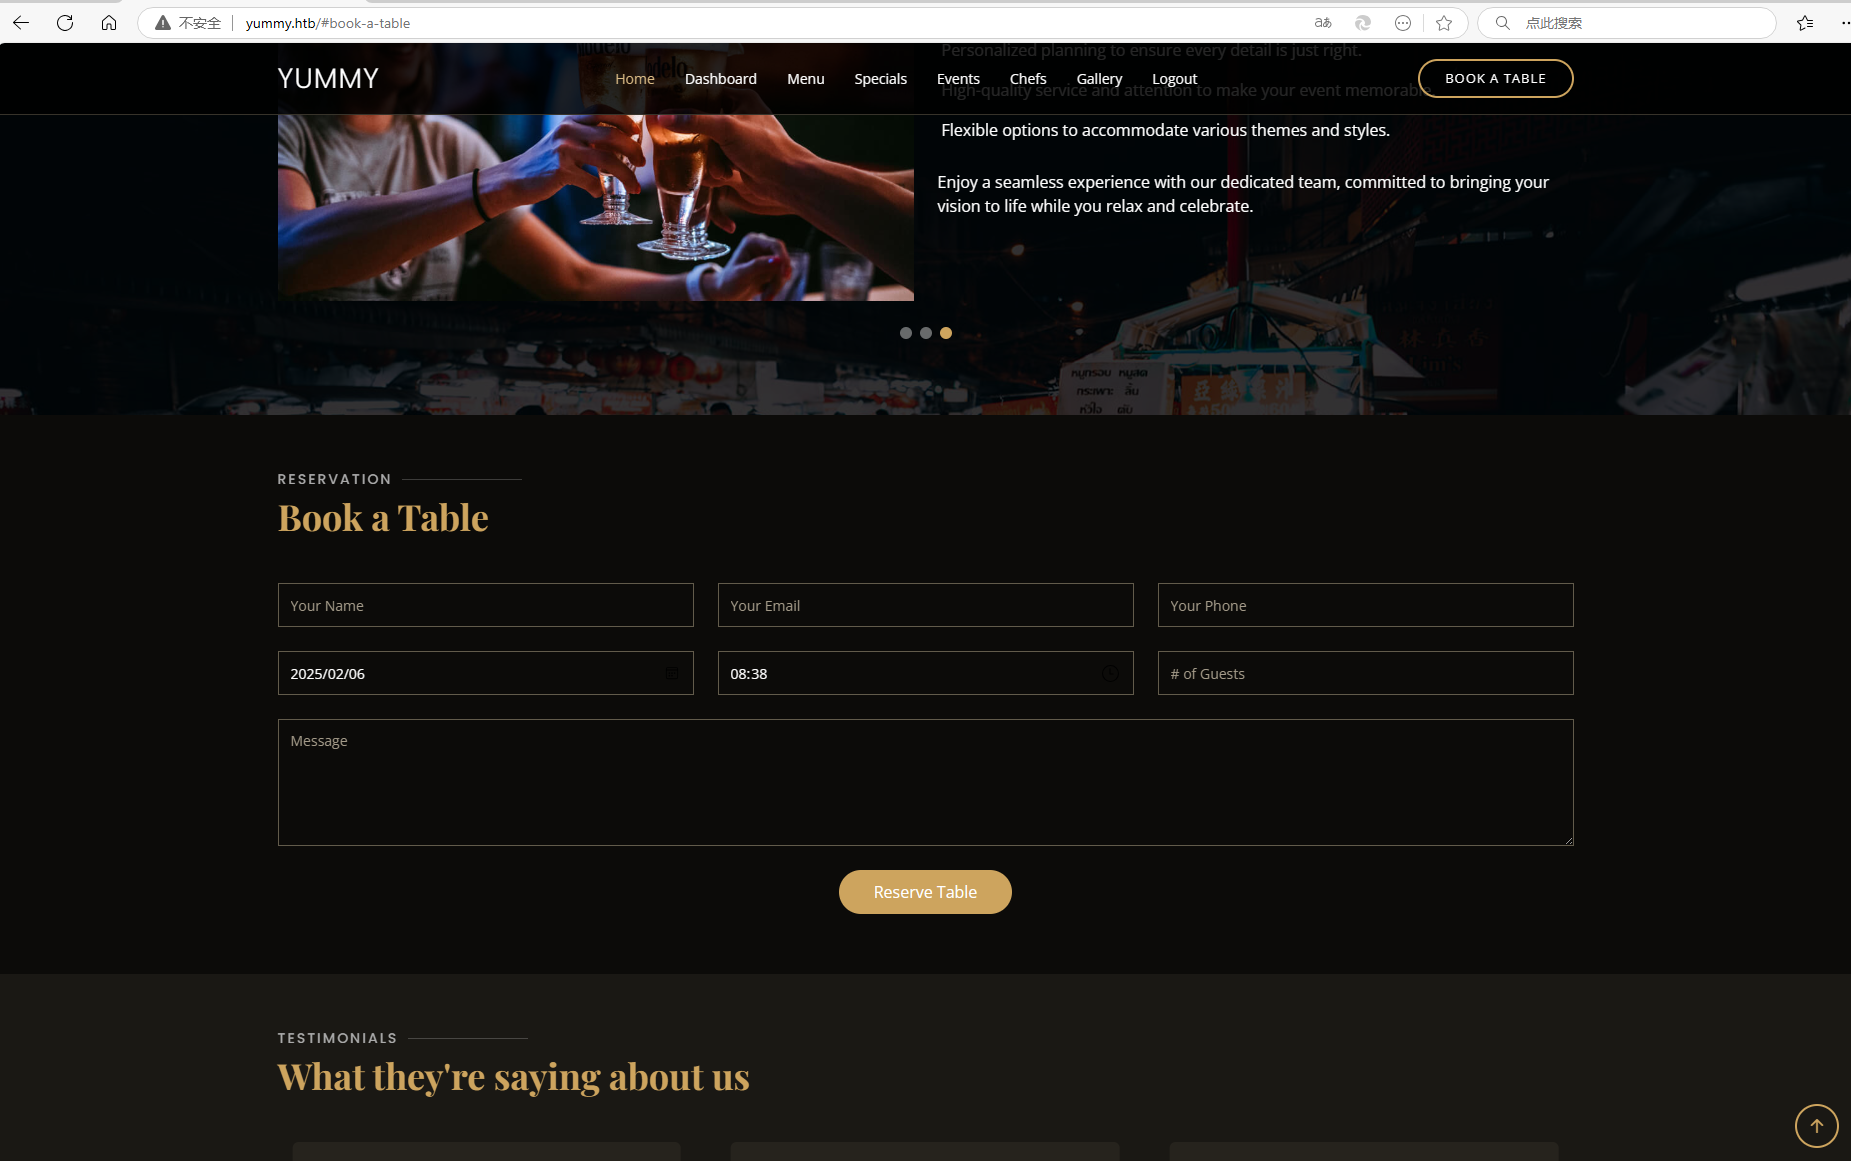 不安全 yummy.htb/#book-a-table
点此搜索
Personalized planning to ensure every detail is just right.
YUMMY Home Dashboard Menu Specials Events Chefs Gallery Logout BOOK A TABLE
High-quality service and attention to make your event memorable.
Flexible options to accommodate various themes and styles.
Enjoy a seamless experience with our dedicated team, committed to bringing your
vision to life while you relax and celebrate.
RESERVATION
Book a Table
Your Name Your Email Your Phone
2025/02/06 08:38 # of Guests
Message
Reserve Table
TESTIMONIALS
What they're saying about us